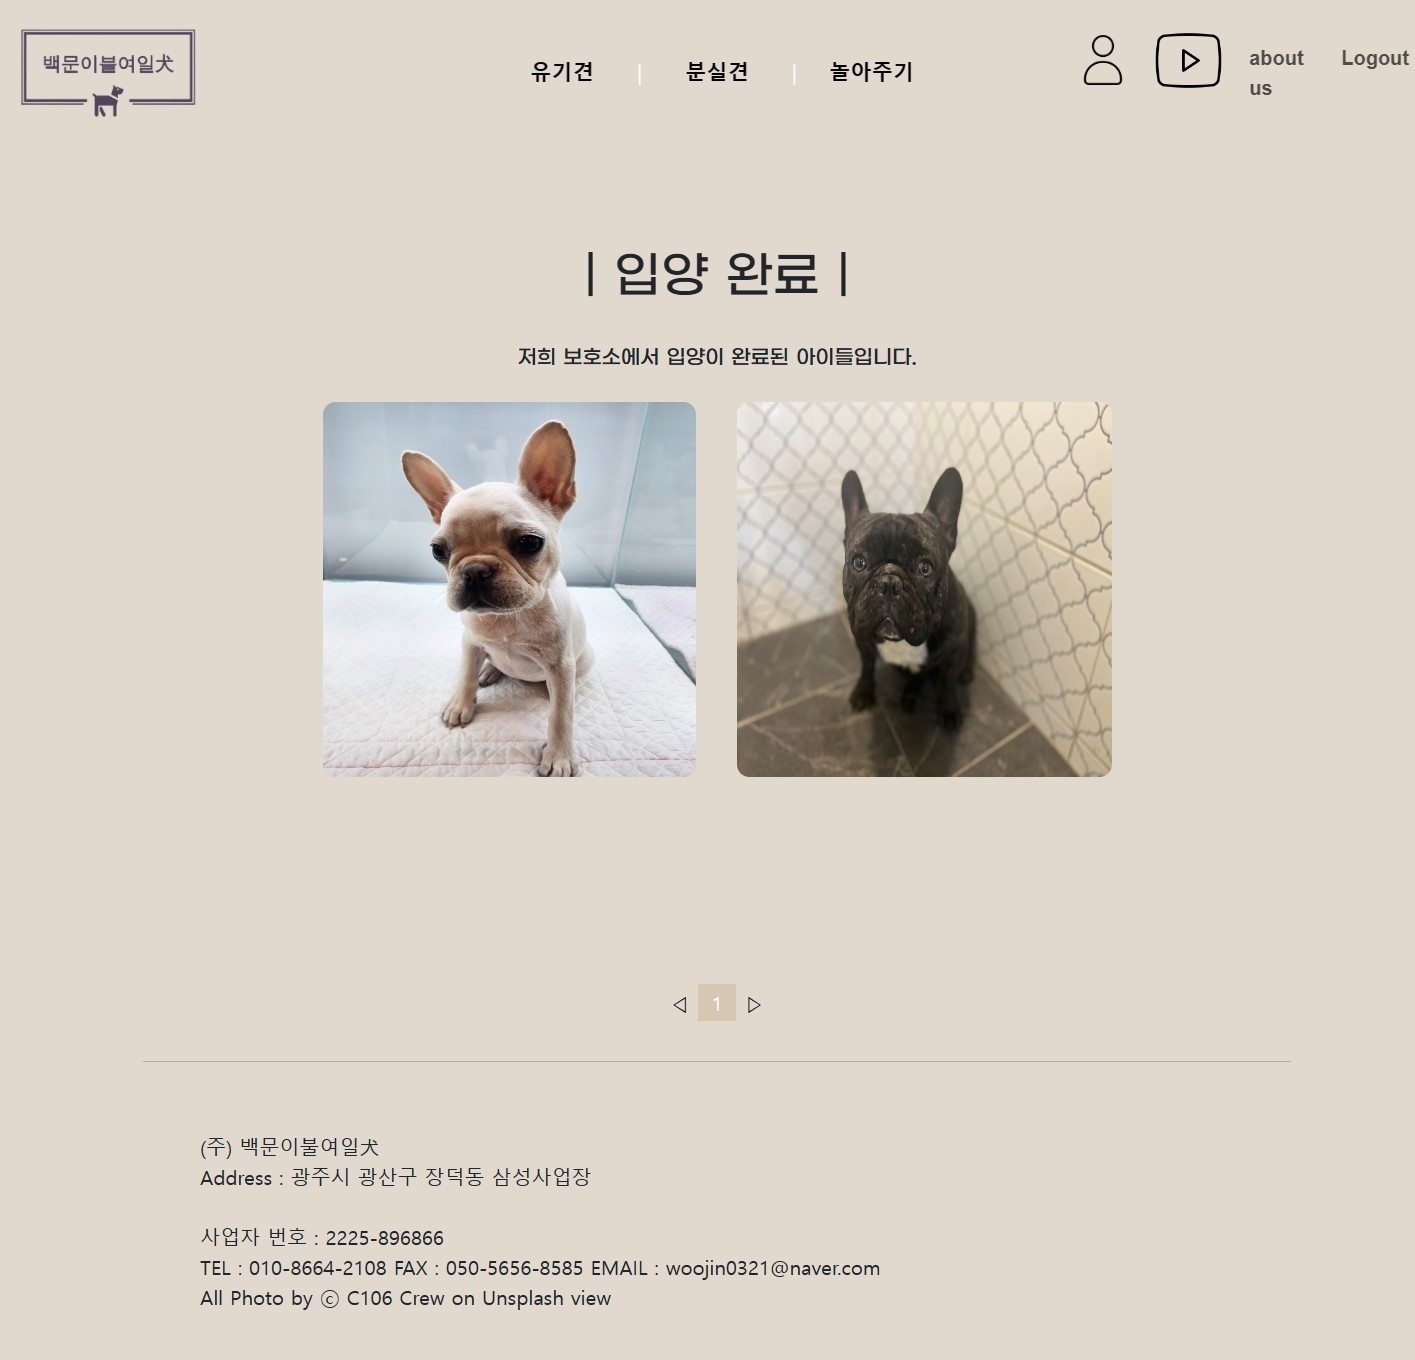 백문이불여일犬
유기견 | 분실견 | 놀아주기
about us
Logout
| 입양 완료 |
저희 보호소에서 입양이 완료된 아이들입니다.
◁ 1 ▷
(주) 백문이불여일犬
Address : 광주시 광산구 장덕동 삼성사업장
사업자 번호 : 2225-896866
TEL : 010-8664-2108 FAX : 050-5656-8585 EMAIL : woojin0321@naver.com
All Photo by ⓒ C106 Crew on Unsplash view